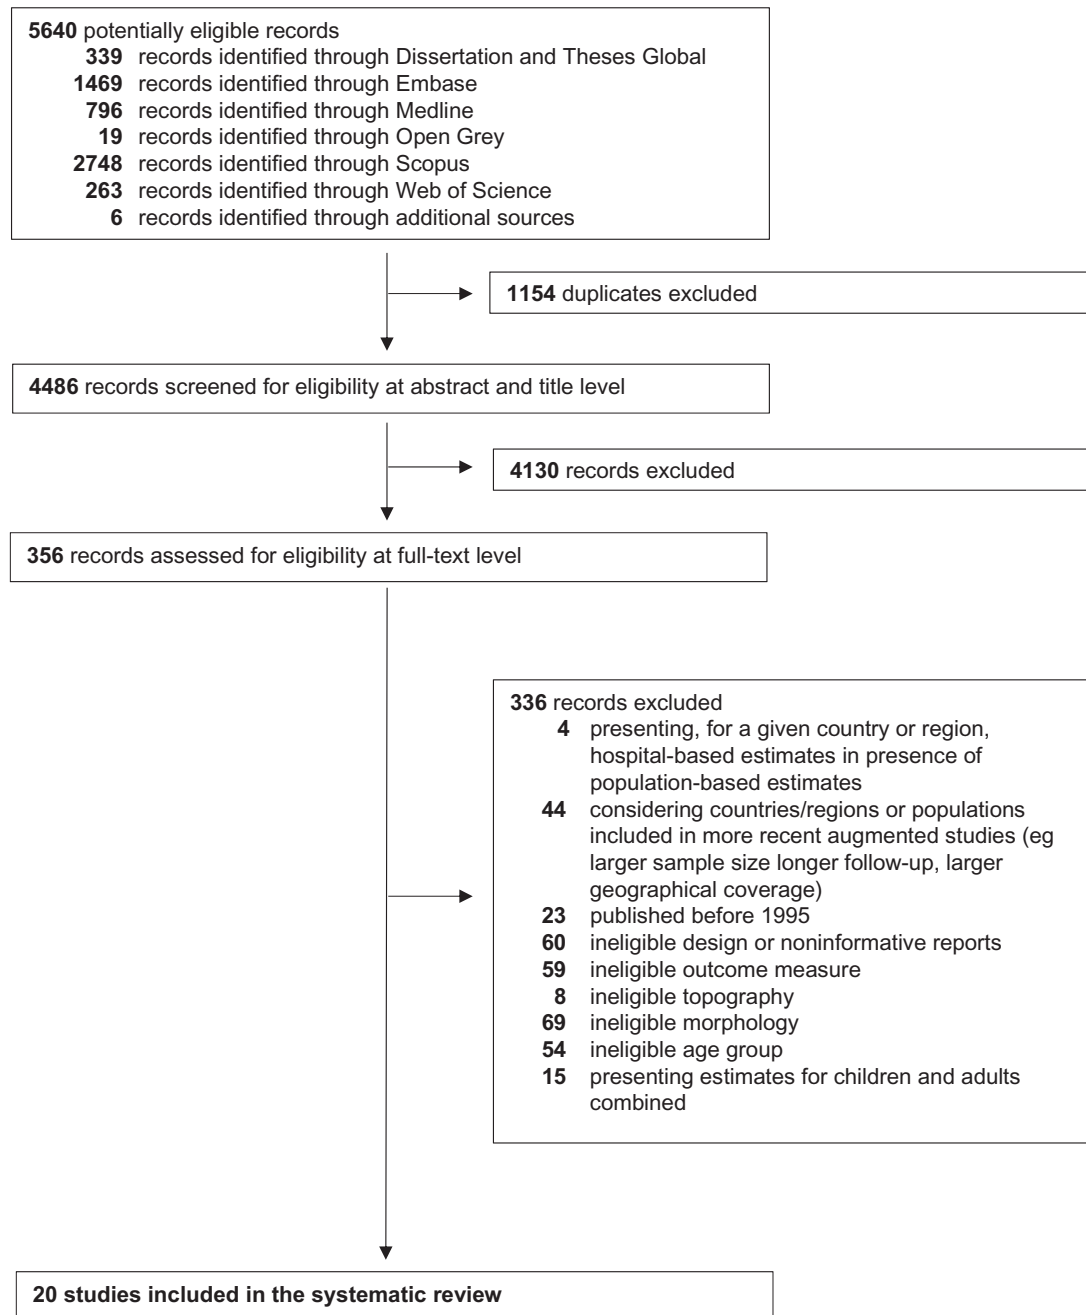 5640 potentially eligible records
339 records identified through Dissertation and Theses Global
1469 records identified through Embase
796 records identified through Medline
19 records identified through Open Grey
2748 records identified through Scopus
263 records identified through Web of Science
6 records identified through additional sources
1154 duplicates excluded
4486 records screened for eligibility at abstract and title level
4130 records excluded
356 records assessed for eligibility at full-text level
336 records excluded
4 presenting, for a given country or region,
hospital-based estimates in presence of
population-based estimates
44 considering countries/regions or populations
included in more recent augmented studies (eg
larger sample size longer follow-up, larger
geographical coverage)
23 published before 1995
60 ineligible design or noninformative reports
59 ineligible outcome measure
8 ineligible topography
69 ineligible morphology
54 ineligible age group
15 presenting estimates for children and adults
combined
20 studies included in the systematic review